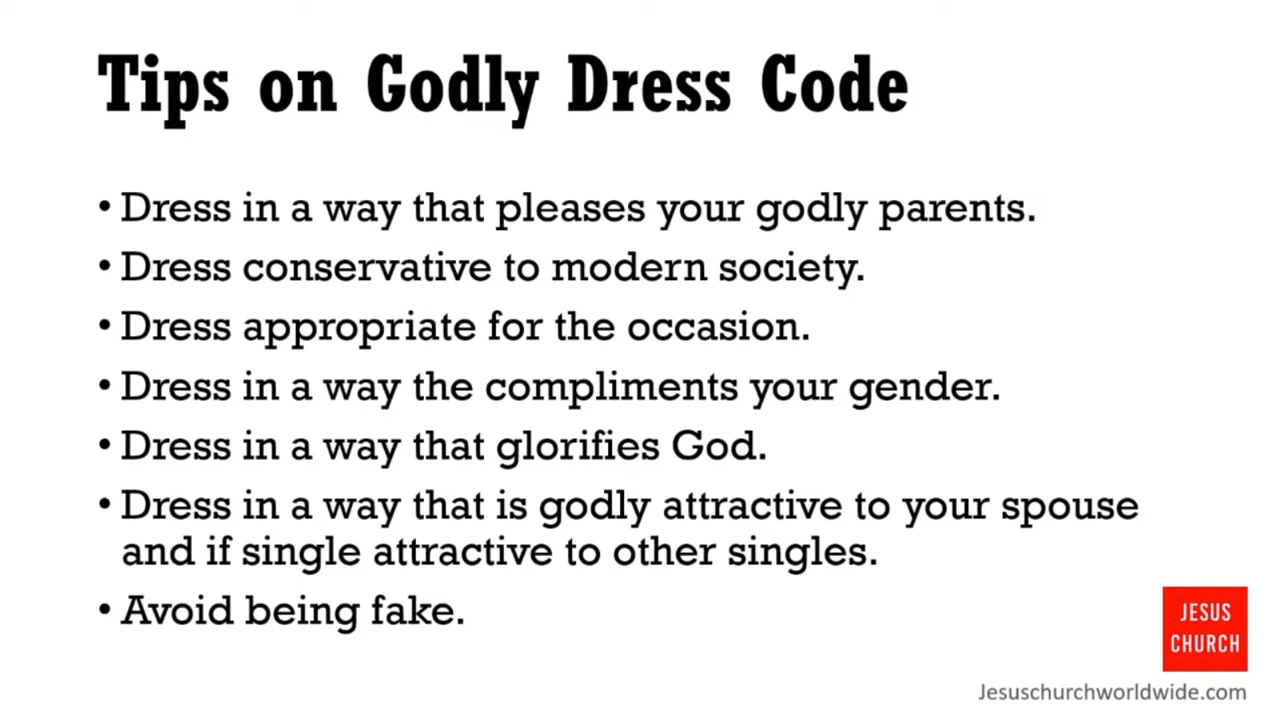 Tips on Godly Dress Code
• Dress in a way that pleases your godly parents.
• Dress conservative to modern society.
• Dress appropriate for the occasion.
• Dress in a way the compliments your gender.
• Dress in a way that glorifies God.
• Dress in a way that is godly attractive to your spouse
and if single attractive to other singles.
• Avoid being fake.
JESUS
CHURCH
Jesuschurchworldwide.com